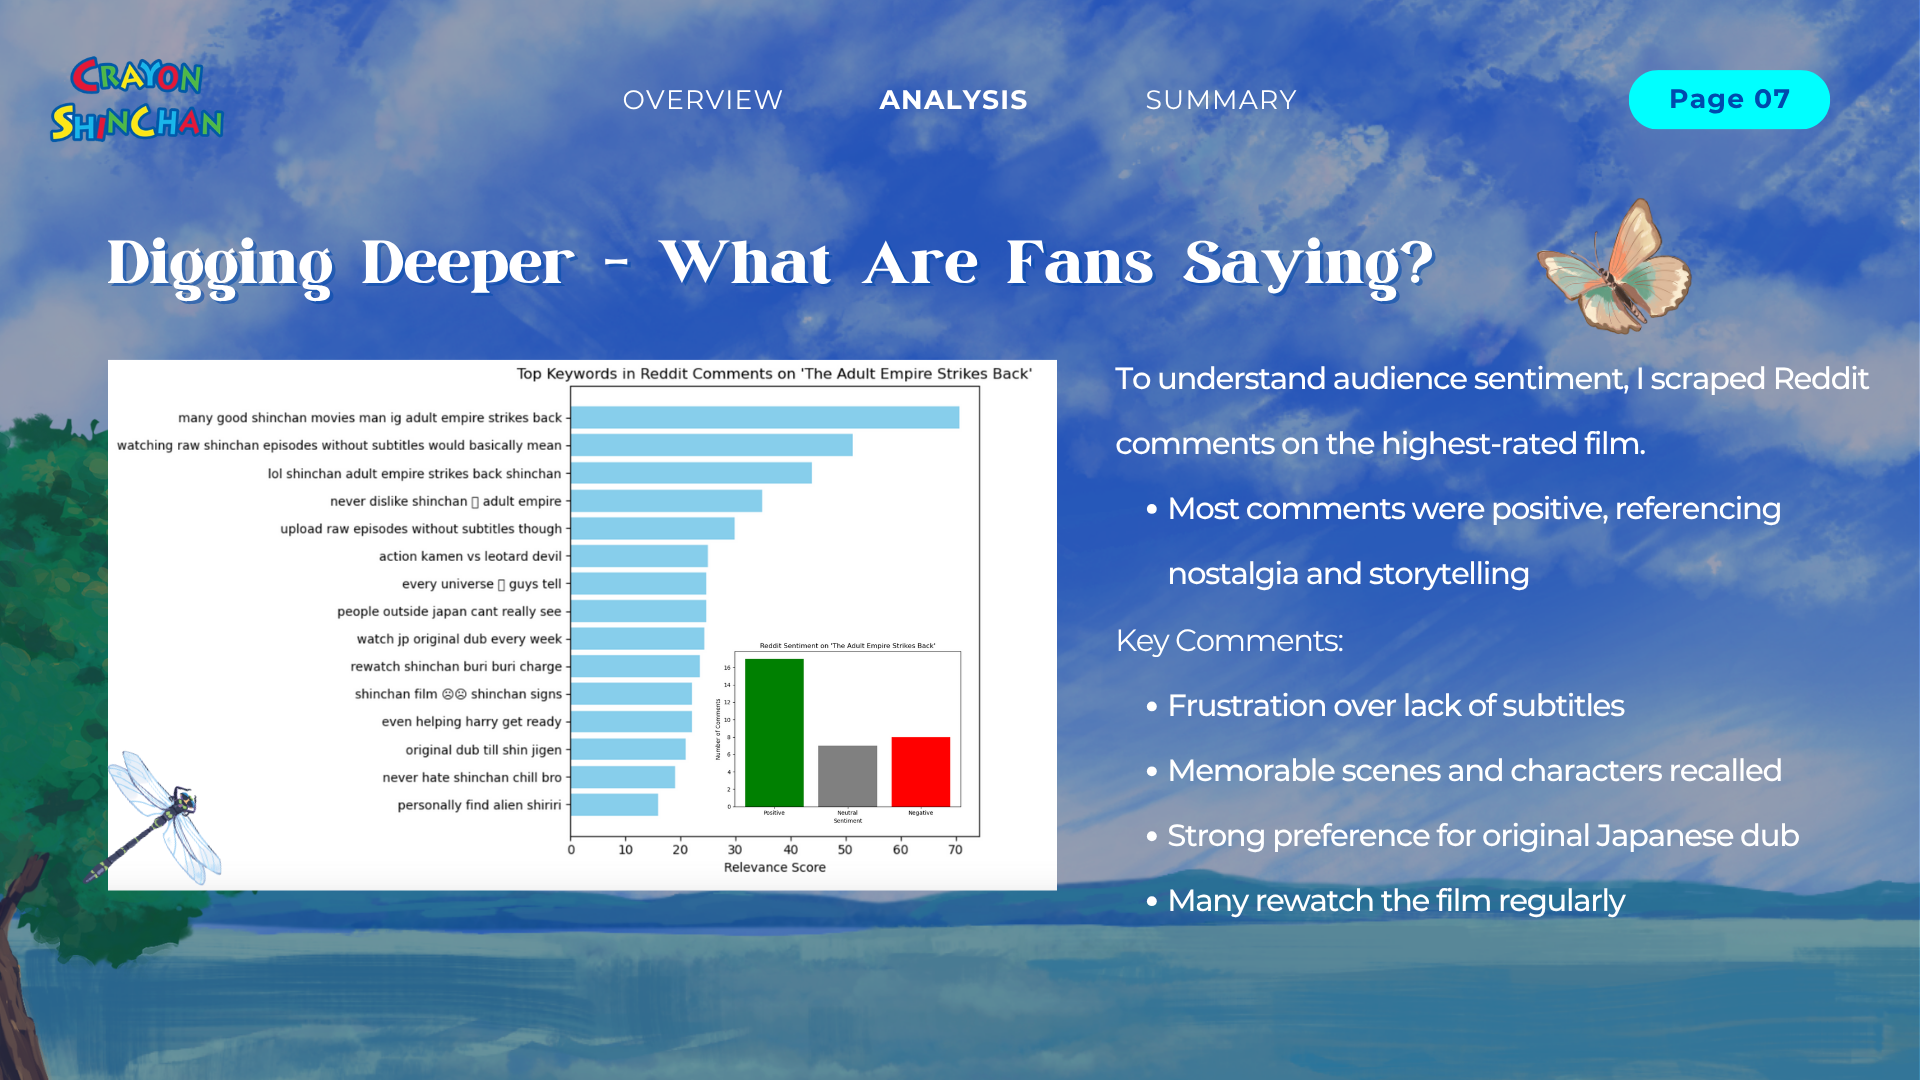 CRAYON
SHINCHAN
OVERVIEW
ANALYSIS
SUMMARY
Page 07
Digging Deeper - What Are Fans Saying?
Top Keywords in Reddit Comments on 'The Adult Empire Strikes Back'
many good shinchan movies man ig adult empire strikes back
watching raw shinchan episodes without subtitles would basically mean
lol shinchan adult empire strikes back shinchan
never dislike shinchan ▯ adult empire
upload raw episodes without subtitles though
action kamen vs leotard devil
every universe ▯ guys tell
people outside japan cant really see
watch jp original dub every week
rewatch shinchan buri buri charge
shinchan film ☹☹ shinchan signs
even helping harry get ready
original dub till shin jigen
never hate shinchan chill bro
personally find alien shiriri
0 10 20 30 40 50 60 70
Relevance Score
Reddit Sentiment on 'The Adult Empire Strikes Back'
Number of Comments
16
14
12
10
8
6
4
2
0
Positive Neutral Negative
Sentiment
To understand audience sentiment, I scraped Reddit
comments on the highest-rated film.
• Most comments were positive, referencing
nostalgia and storytelling
Key Comments:
• Frustration over lack of subtitles
• Memorable scenes and characters recalled
• Strong preference for original Japanese dub
• Many rewatch the film regularly